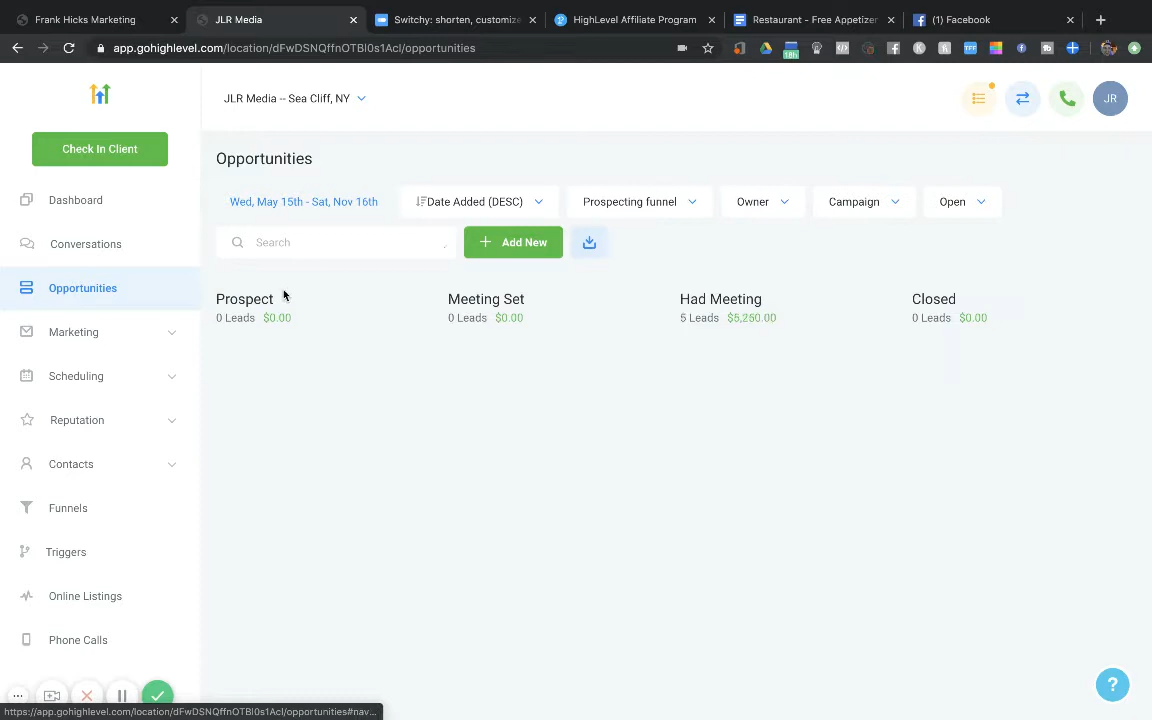 Frank Hicks Marketing
JLR Media
Switchy: shorten, customize
HighLevel Affiliate Program
Restaurant - Free Appetizer
(1) Facebook
app.gohighlevel.com/location/dFwDSNQffnOTBI0s1AcI/opportunities
18h
TFF
JLR Media -- Sea Cliff, NY
JR
Check In Client
Dashboard
Conversations
Opportunities
Marketing
Scheduling
Reputation
Contacts
Funnels
Triggers
Online Listings
Phone Calls
Opportunities
Wed, May 15th - Sat, Nov 16th
Date Added (DESC)
Prospecting funnel
Owner
Campaign
Open
Search
+ Add New
Prospect
0 Leads $0.00
Meeting Set
0 Leads $0.00
Had Meeting
5 Leads $5,250.00
Closed
0 Leads $0.00
?
https://app.gohighlevel.com/location/dFwDSNQffnOTBI0s1AcI/opportunities#nav...